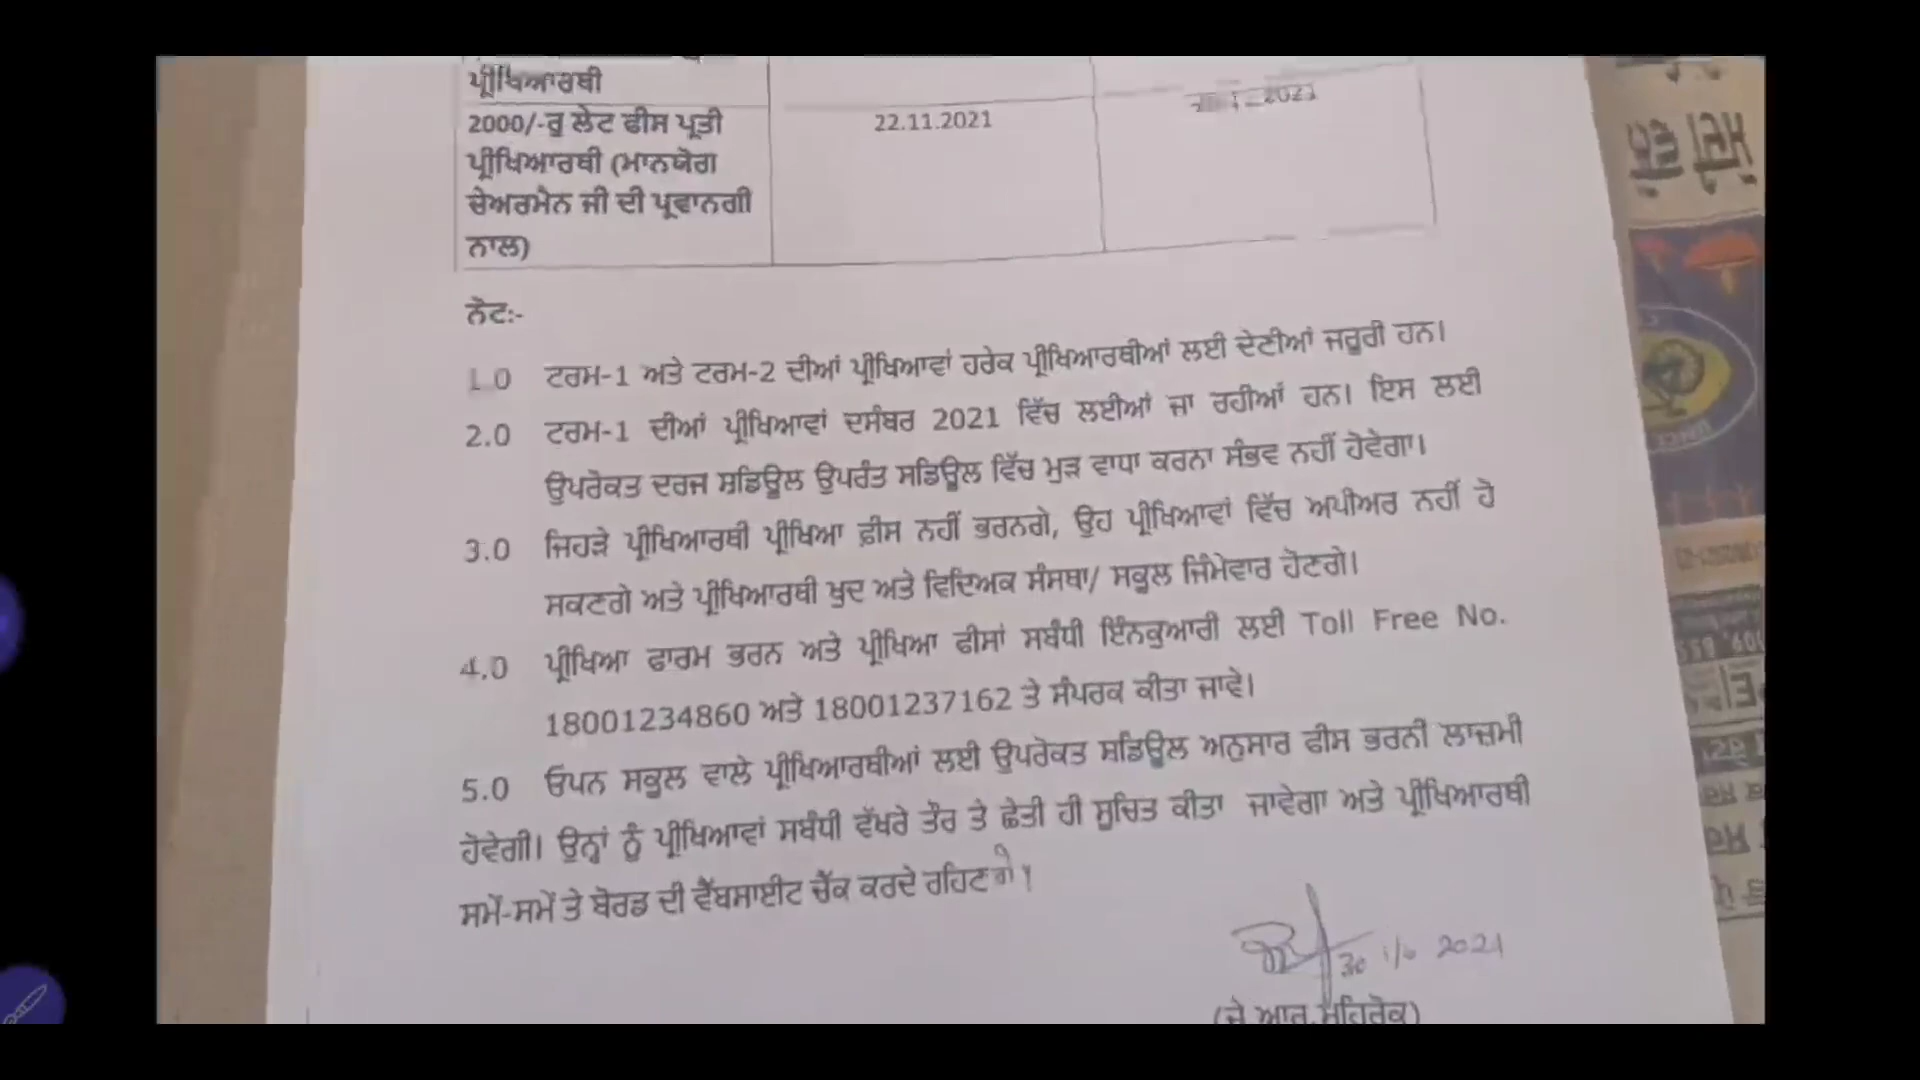 ਪ੍ਰੀਖਿਆਰਥੀ
2000/-ਰੂ ਲੇਟ ਫੀਸ ਪ੍ਰਤੀ
ਪ੍ਰੀਖਿਆਰਥੀ (ਮਾਨਯੋਗ
ਚੇਅਰਮੈਨ ਜੀ ਦੀ ਪ੍ਰਵਾਨਗੀ
ਨਾਲ)
22.11.2021
2021
ਨੋਟ:-
1.0 ਟਰਮ-1 ਅਤੇ ਟਰਮ-2 ਦੀਆਂ ਪ੍ਰੀਖਿਆਵਾਂ ਹਰੇਕ ਪ੍ਰੀਖਿਆਰਥੀਆਂ ਲਈ ਦੇਣੀਆਂ ਜਰੂਰੀ ਹਨ।
2.0 ਟਰਮ-1 ਦੀਆਂ ਪ੍ਰੀਖਿਆਵਾਂ ਦਸੰਬਰ 2021 ਵਿੱਚ ਲਈਆਂ ਜਾ ਰਹੀਆਂ ਹਨ। ਇਸ ਲਈ
ਉਪਰੋਕਤ ਦਰਜ ਸ਼ਡਿਊਲ ਉਪਰੰਤ ਸਡਿਊਲ ਵਿੱਚ ਮੁੜ ਵਾਧਾ ਕਰਨਾ ਸੰਭਵ ਨਹੀਂ ਹੋਵੇਗਾ।
3.0 ਜਿਹੜੇ ਪ੍ਰੀਖਿਆਰਥੀ ਪ੍ਰੀਖਿਆ ਫ਼ੀਸ ਨਹੀਂ ਭਰਨਗੇ, ਉਹ ਪ੍ਰੀਖਿਆਵਾਂ ਵਿੱਚ ਅਪੀਅਰ ਨਹੀਂ ਹੋ
ਸਕਣਗੇ ਅਤੇ ਪ੍ਰੀਖਿਆਰਥੀ ਖੁਦ ਅਤੇ ਵਿਦਿਅਕ ਸੰਸਥਾ/ ਸਕੂਲ ਜਿੰਮੇਵਾਰ ਹੋਣਗੇ।
4.0 ਪ੍ਰੀਖਿਆ ਫਾਰਮ ਭਰਨ ਅਤੇ ਪ੍ਰੀਖਿਆ ਫੀਸਾਂ ਸਬੰਧੀ ਇੰਨਕੁਆਰੀ ਲਈ Toll Free No.
18001234860 ਅਤੇ 18001237162 ਤੇ ਸੰਪਰਕ ਕੀਤਾ ਜਾਵੇ।
5.0 ਓਪਨ ਸਕੂਲ ਵਾਲੇ ਪ੍ਰੀਖਿਆਰਥੀਆਂ ਲਈ ਉਪਰੋਕਤ ਸ਼ਡਿਊਲ ਅਨੁਸਾਰ ਫੀਸ ਭਰਨੀ ਲਾਜ਼ਮੀ
ਹੋਵੇਗੀ। ਉਨ੍ਹਾਂ ਨੂੰ ਪ੍ਰੀਖਿਆਵਾਂ ਸਬੰਧੀ ਵੱਖਰੇ ਤੌਰ ਤੇ ਛੇਤੀ ਹੀ ਸੂਚਿਤ ਕੀਤਾ ਜਾਵੇਗਾ ਅਤੇ ਪ੍ਰੀਖਿਆਰਥੀ
ਸਮੇਂ-ਸਮੇਂ ਤੇ ਬੋਰਡ ਦੀ ਵੈੱਬਸਾਈਟ ਚੈੱਕ ਕਰਦੇ ਰਹਿਣਗੇ।
2021
(ਜੇ ਆਰ ਮਹਿਰੋਕ)